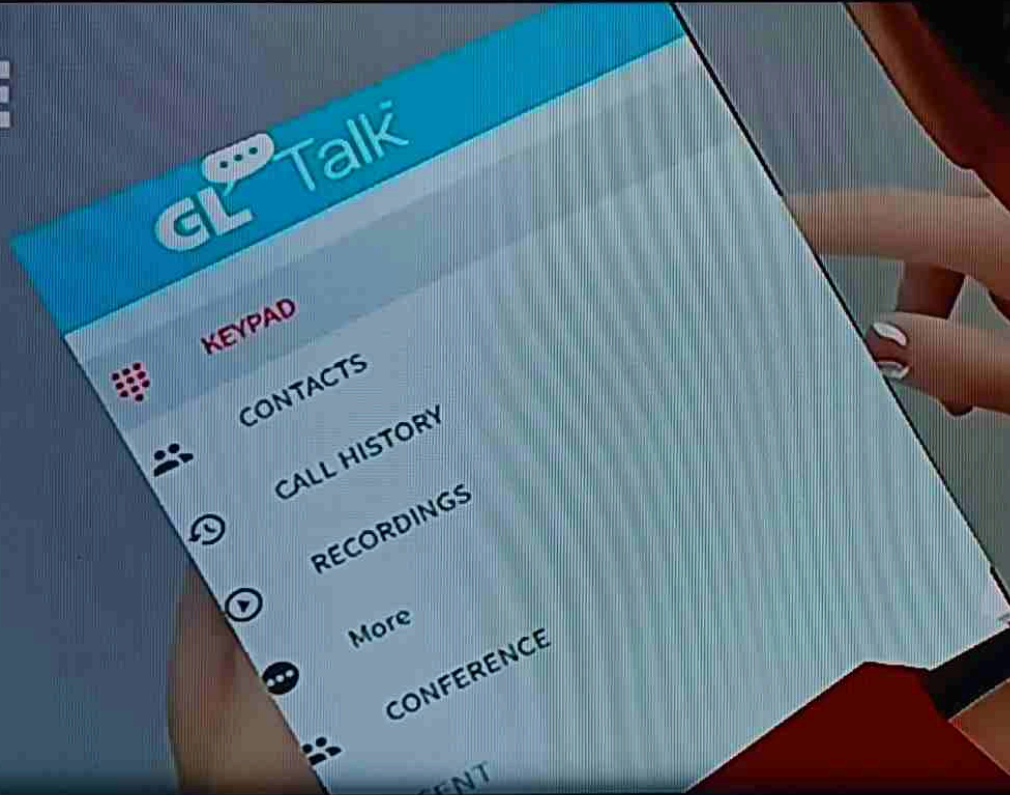 GL Talk
KEYPAD
CONTACTS
CALL HISTORY
RECORDINGS
More
CONFERENCE